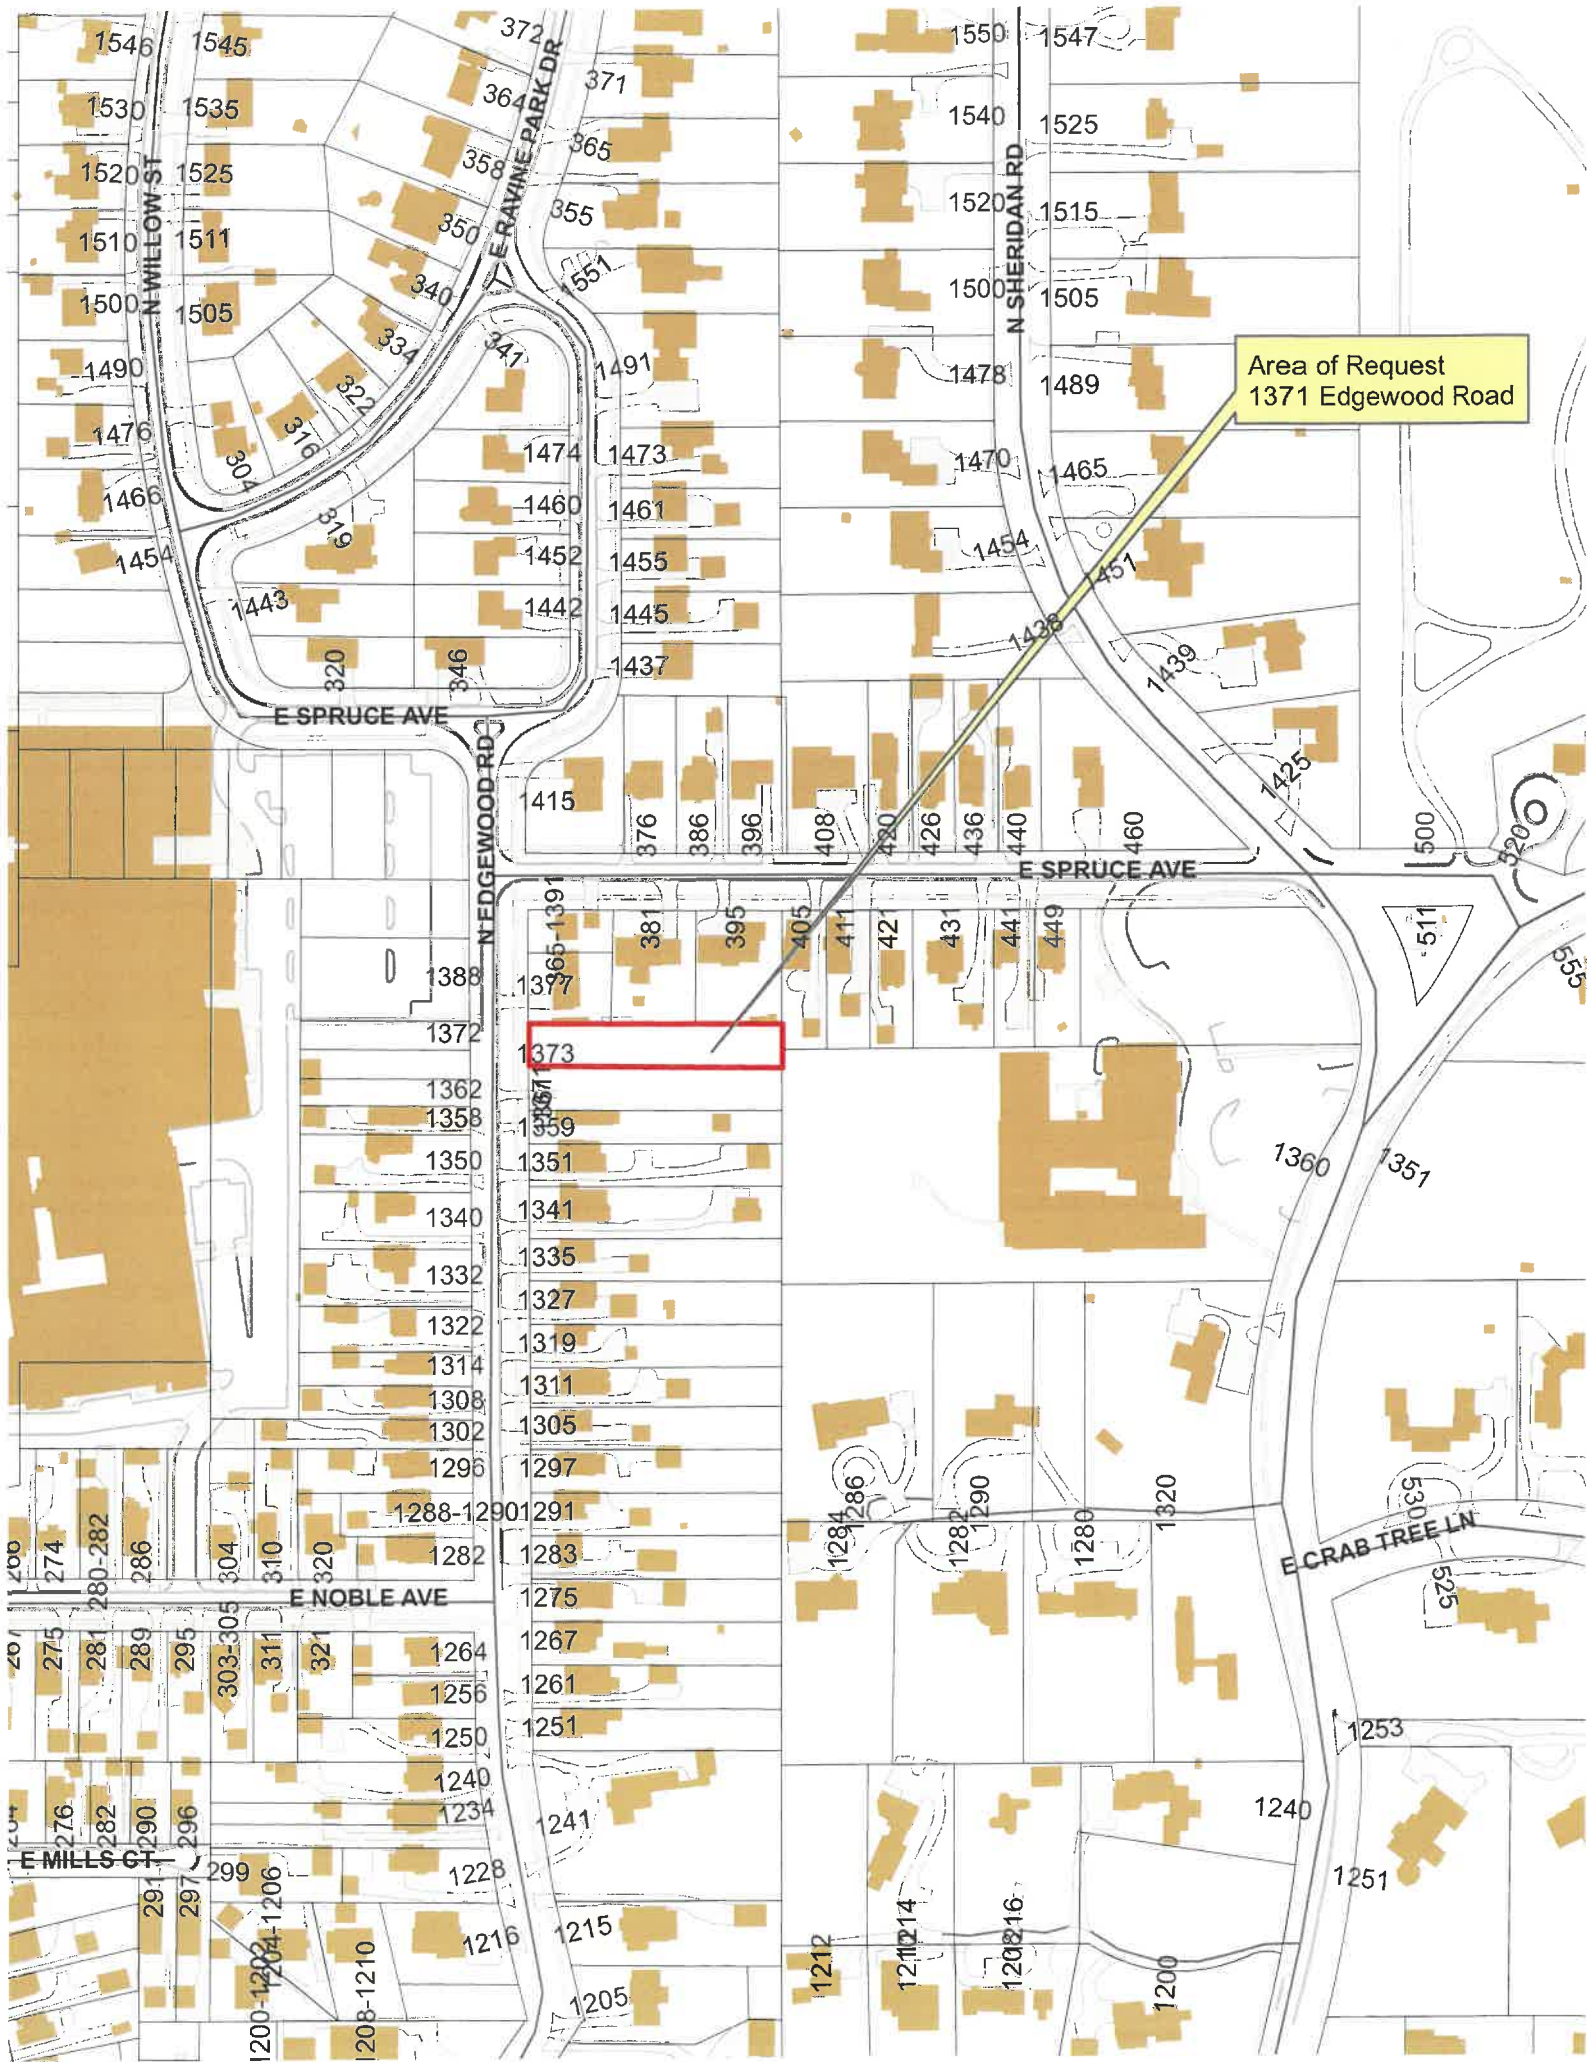 1546 1545 372 1550 1547
364 371
1530 1535 1540 1525
358 365
1520 1525 1520 1515
350 355
N WILLOW ST
E RAVINE PARK DR
N SHERIDAN RD
1510 1511
340 1551 1500 1505
1500 1505
334 341
Area of Request
1371 Edgewood Road
1490 322 1491 1478 1489
1476 316 1474 1473 1470 1465
304
1466 319 1460 1461
1454 1452 1455 1454 1451
1443 1442 1445 1438
320 346 1437 1439
E SPRUCE AVE
N EDGEWOOD RD
1425
1415 376 386 396 408 420 426 436 440 460 500 520
E SPRUCE AVE
365-1391 381 395 405 411 421 431 441 449 511
555
1388 1377
1372 1373
1362
1358 1359
1350 1351 1360 1351
1340 1341
1335
1332 1327
1322 1319
1314 1311
1308 1305
1302
1296 1297
1288-1290 1291
1284 1286 1282 1290 1280 1320 530
274 280-282 286 304 310 320 1282 1283
E CRAB TREE LN
525
E NOBLE AVE
1275
275 281 289 295 303-305 311 321 1264 1267
1256 1261
1250 1251 1253
1240
276 282 290 296 1234 1241 1240
E MILLS CT
299 1228 1251
291 297 1204-1206
1216 1215 1212 1214 1216
1200-1202 1208-1210 1205 1200